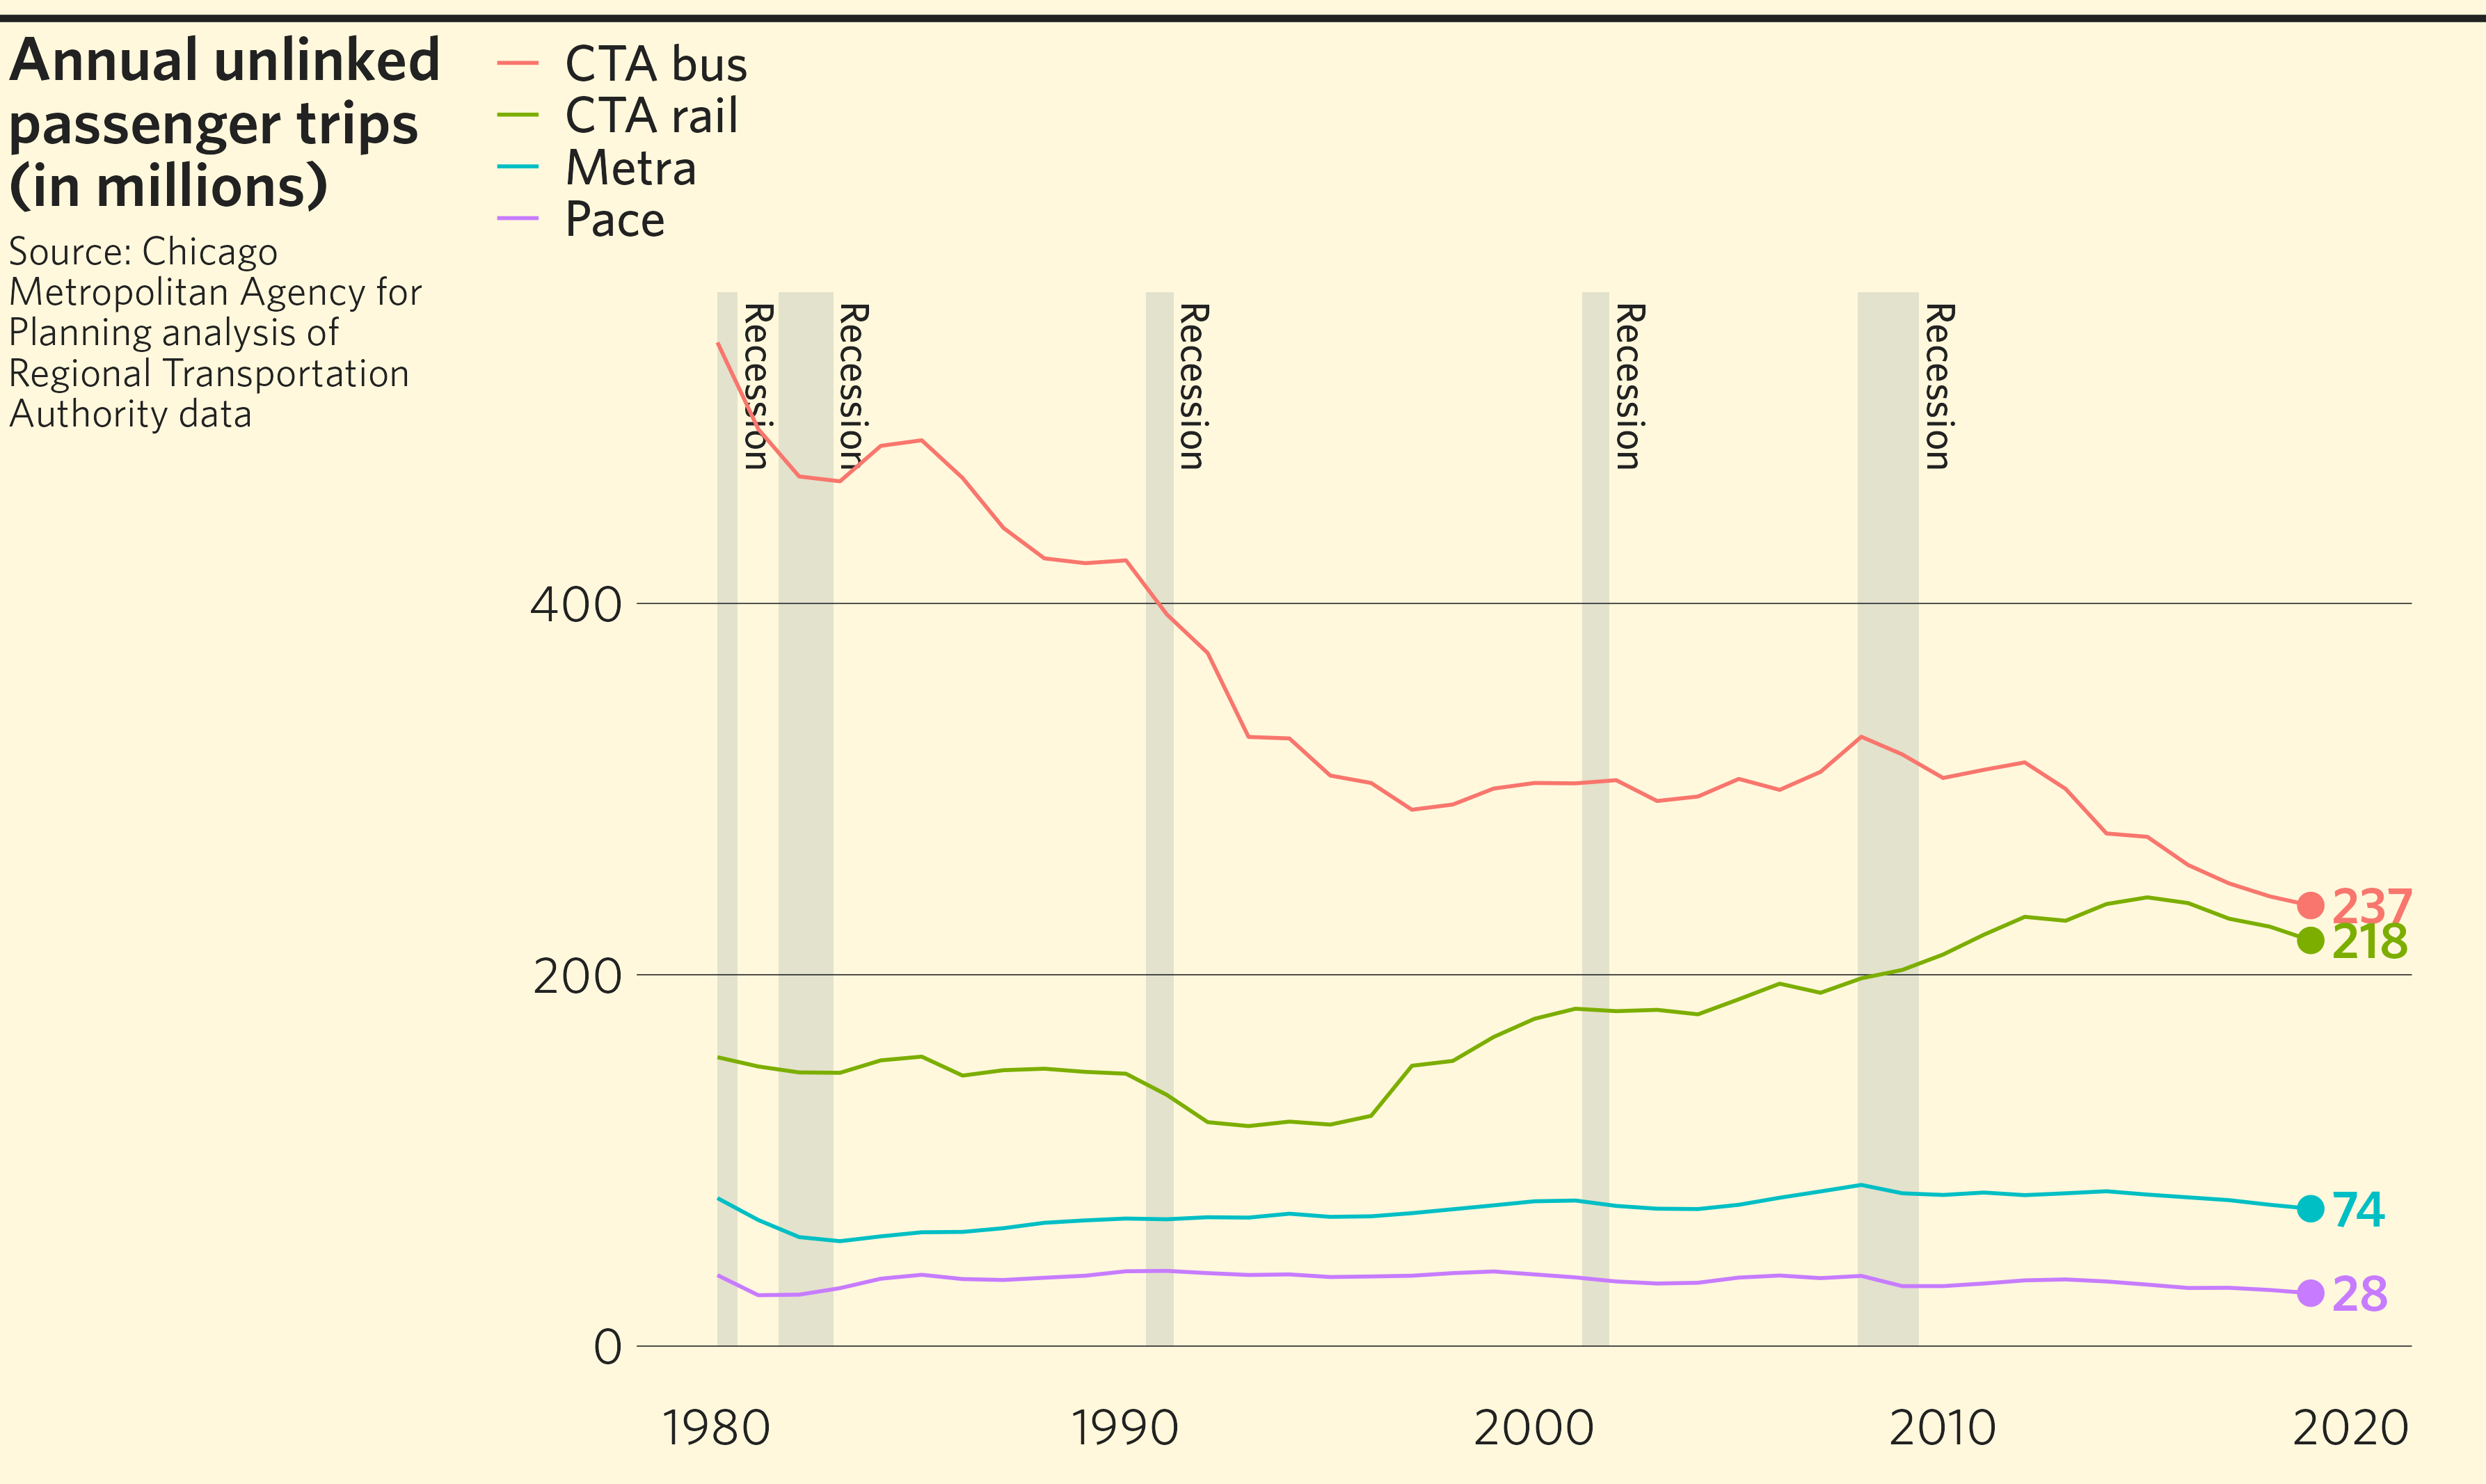 Annual unlinked
passenger trips
(in millions)
Source: Chicago
Metropolitan Agency for
Planning analysis of
Regional Transportation
Authority data
CTA bus
CTA rail
Metra
Pace
Recession
Recession
Recession
Recession
Recession
400
200
0
237
218
74
28
1980
1990
2000
2010
2020